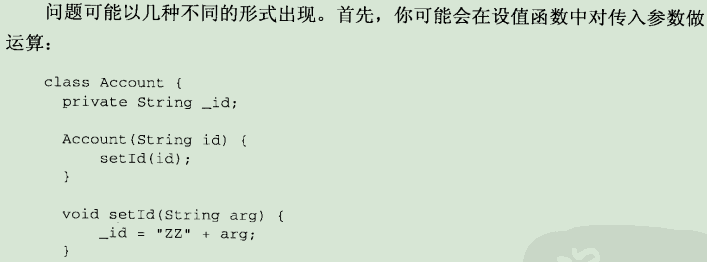 问题可能以几种不同的形式出现。首先，你可能会在设值函数中对传入参数做
运算：
class Account {
private String _id;
Account(String id) {
setId(id);
}
void setId(String arg) {
_id = "ZZ" + arg;
}